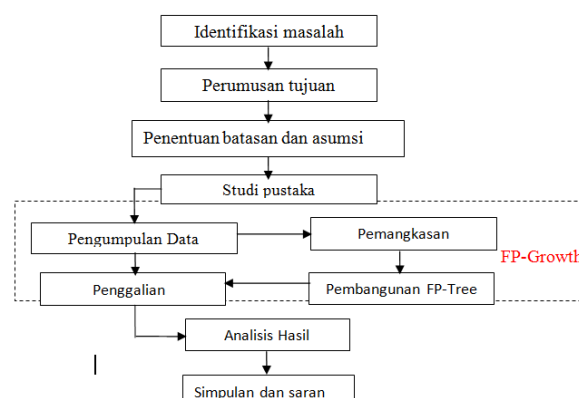 Identifikasi masalah
Perumusan tujuan
Penentuan batasan dan asumsi
Studi pustaka
Pengumpulan Data
Pemangkasan
FP-Growth
Penggalian
Pembangunan FP-Tree
Analisis Hasil
Simpulan dan saran